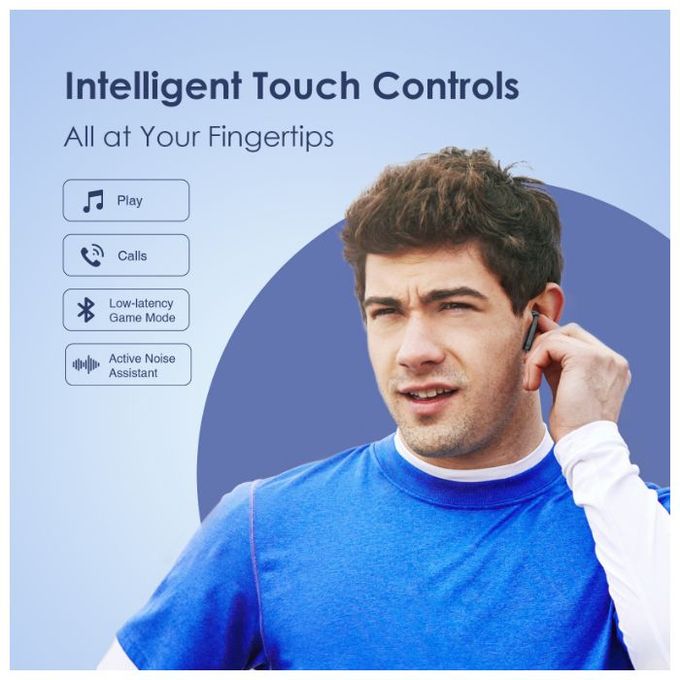 Intelligent Touch Controls
All at Your Fingertips
Play
Calls
Low-latency
Game Mode
Active Noise
Assistant